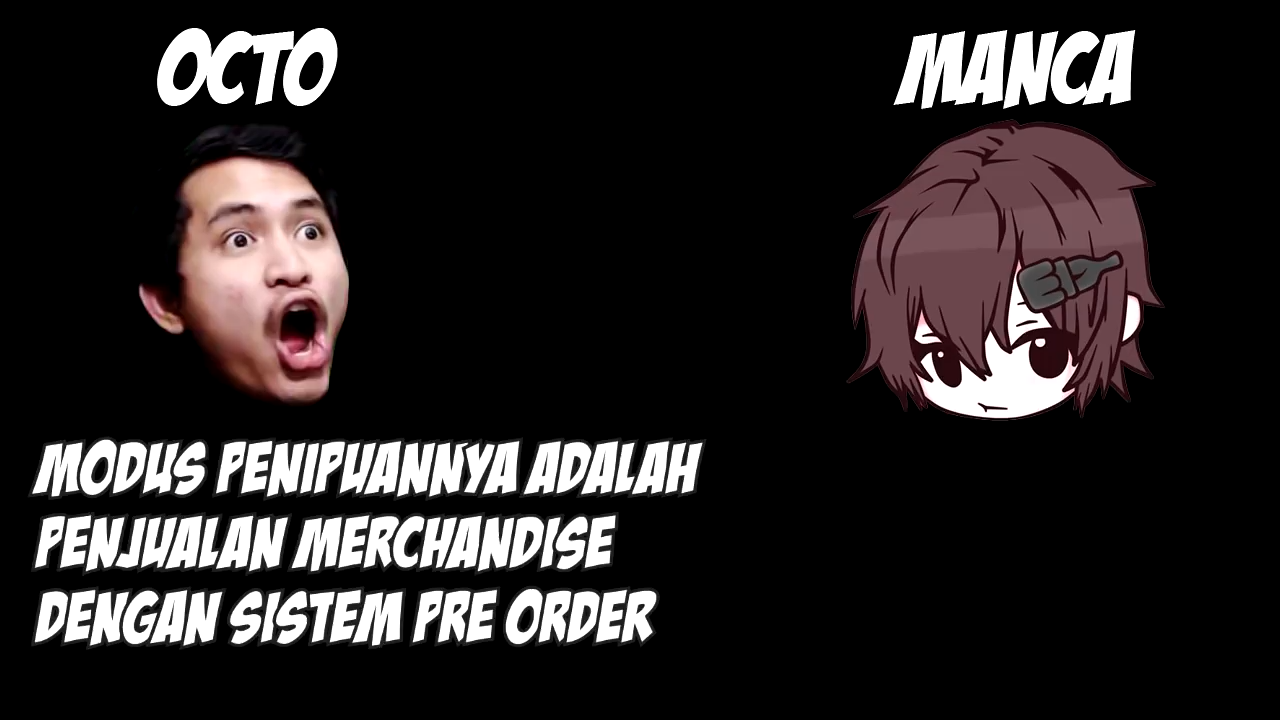 OCTO
MANCA
MODUS PENIPUANNYA ADALAH
PENJUALAN MERCHANDISE
DENGAN SISTEM PRE ORDER